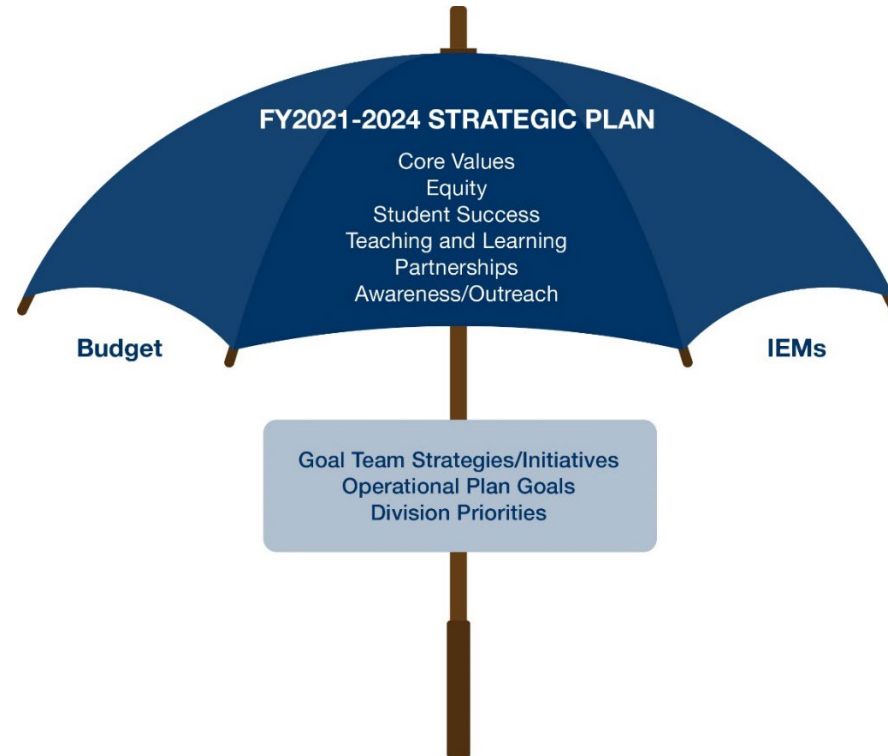 FY2021-2024 STRATEGIC PLAN
Core Values
Equity
Student Success
Teaching and Learning
Partnerships
Awareness/Outreach
Budget
IEMs
Goal Team Strategies/Initiatives
Operational Plan Goals
Division Priorities